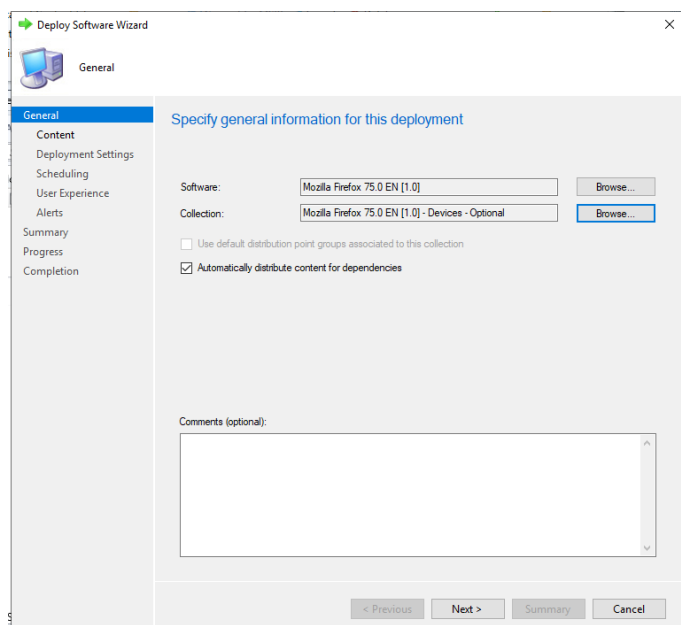 Deploy Software Wizard
General
General
Content
Deployment Settings
Scheduling
User Experience
Alerts
Summary
Progress
Completion
Specify general information for this deployment
Software: Mozilla Firefox 75.0 EN [1.0] Browse...
Collection: Mozilla Firefox 75.0 EN [1.0] - Devices - Optional Browse...
Use default distribution point groups associated to this collection
Automatically distribute content for dependencies
Comments (optional):
< Previous Next > Summary Cancel